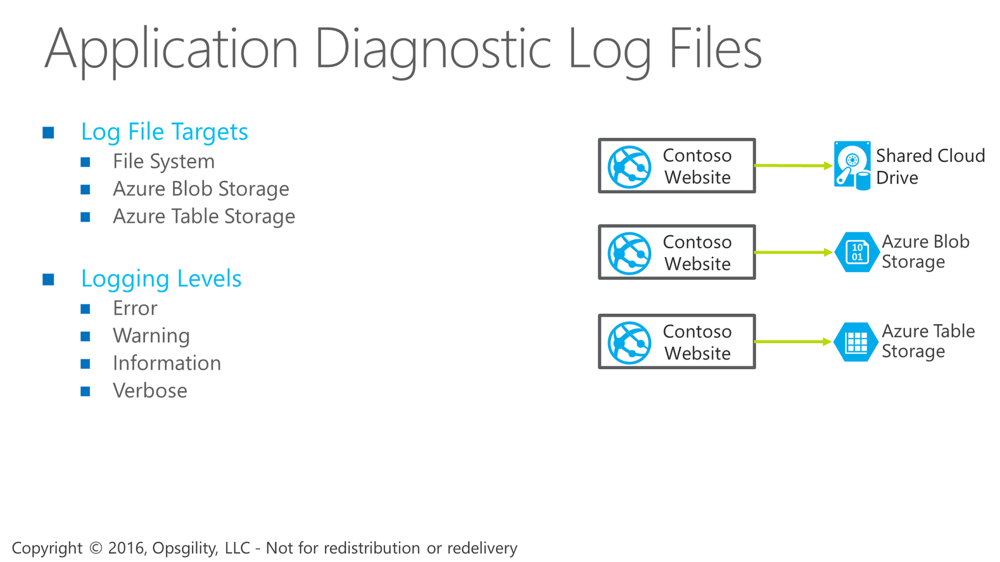 Application Diagnostic Log Files
Log File Targets
File System
Azure Blob Storage
Azure Table Storage
Logging Levels
Error
Warning
Information
Verbose
Contoso
Website
Shared Cloud
Drive
Contoso
Website
10
01
Azure Blob
Storage
Contoso
Website
Azure Table
Storage
Copyright © 2016, Opsgility, LLC - Not for redistribution or redelivery